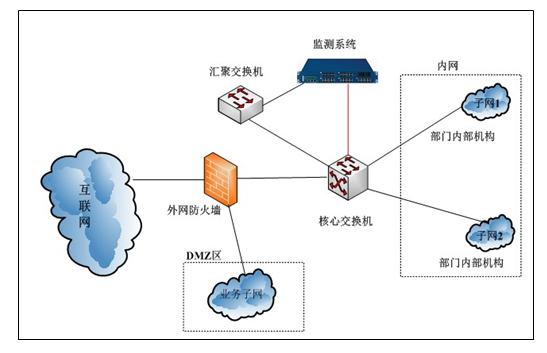 监测系统
汇聚交换机
内网
子网1
部门内部机构
互联网
外网防火墙
核心交换机
子网2
部门内部机构
DMZ区
业务子网